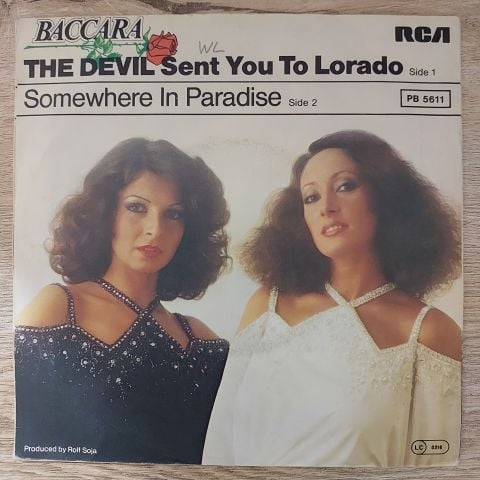 BACCARA
RCA
WL
THE DEVIL Sent You To Lorado Side 1
Somewhere In Paradise Side 2
PB 5611
Produced by Rolf Soja
LC 0316